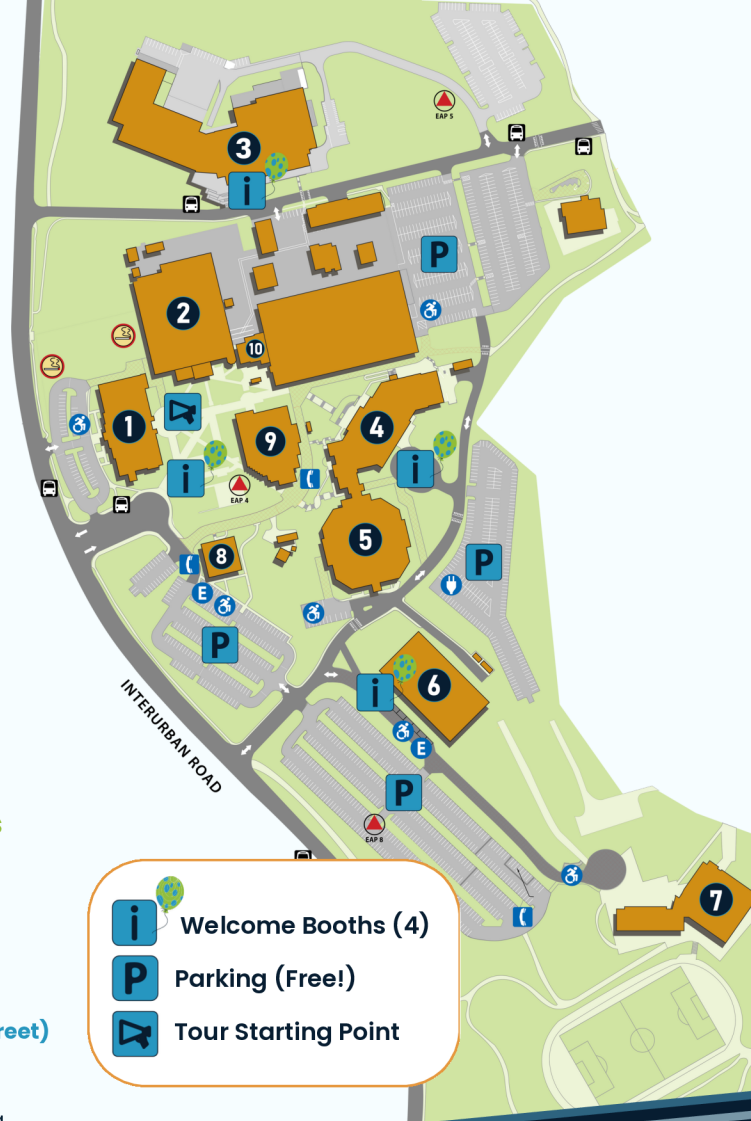 EAP 5
3
i
P
2
10
1
4
9
i
i
EAP 4
5
8
P
E
P
6
i
E
INTERURBAN ROAD
P
EAP 8
7
s
i Welcome Booths (4)
P Parking (Free!)
Tour Starting Point
reet)